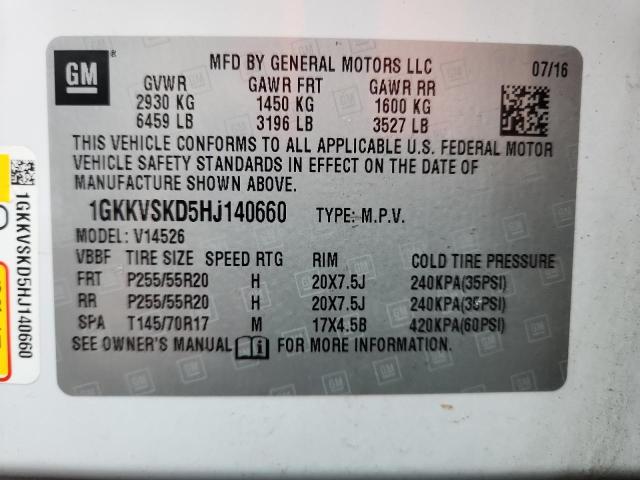 GM
MFD BY GENERAL MOTORS LLC 07/16
GVWR GAWR FRT GAWR RR
2930 KG 1450 KG 1600 KG
6459 LB 3196 LB 3527 LB
THIS VEHICLE CONFORMS TO ALL APPLICABLE U.S. FEDERAL MOTOR
VEHICLE SAFETY STANDARDS IN EFFECT ON THE DATE OF
MANUFACTURE SHOWN ABOVE.
1GKKVSKD5HJ140660 TYPE: M.P.V.
MODEL: V14526
VBBF TIRE SIZE SPEED RTG RIM COLD TIRE PRESSURE
FRT P255/55R20 H 20X7.5J 240KPA(35PSI)
RR P255/55R20 H 20X7.5J 240KPA(35PSI)
SPA T145/70R17 M 17X4.5B 420KPA(60PSI)
SEE OWNER'S MANUAL FOR MORE INFORMATION.
1GKKVSKD5HJ140660